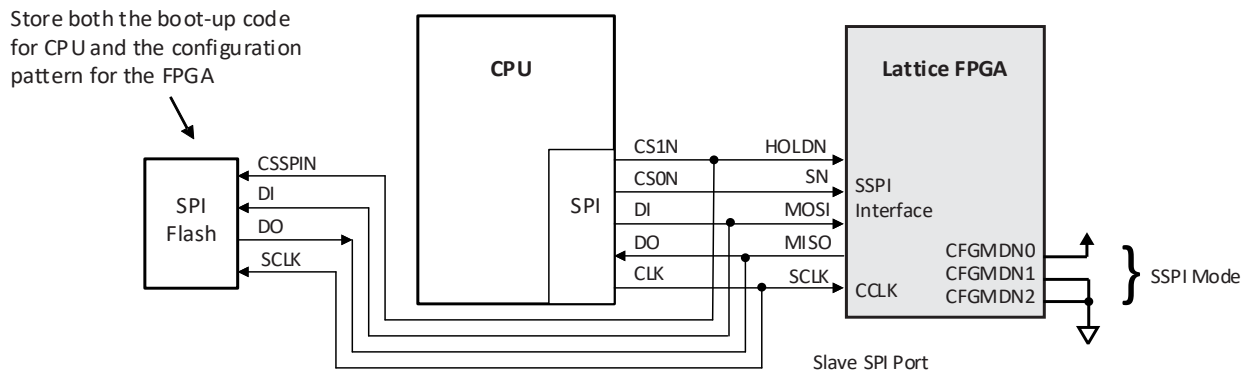 Store both the boot-up code
for CPU and the configuration
pattern for the FPGA
CPU
Lattice FPGA
CS1N
HOLDN
CSSPIN
CS0N
SN
SSPI
Interface
SPI
Flash
DI
SPI
DI
MOSI
DO
DO
MISO
CFGMDN0
SCLK
CLK
SCLK
CCLK
CFGMDN1
CFGMDN2
SSPI Mode
Slave SPI Port